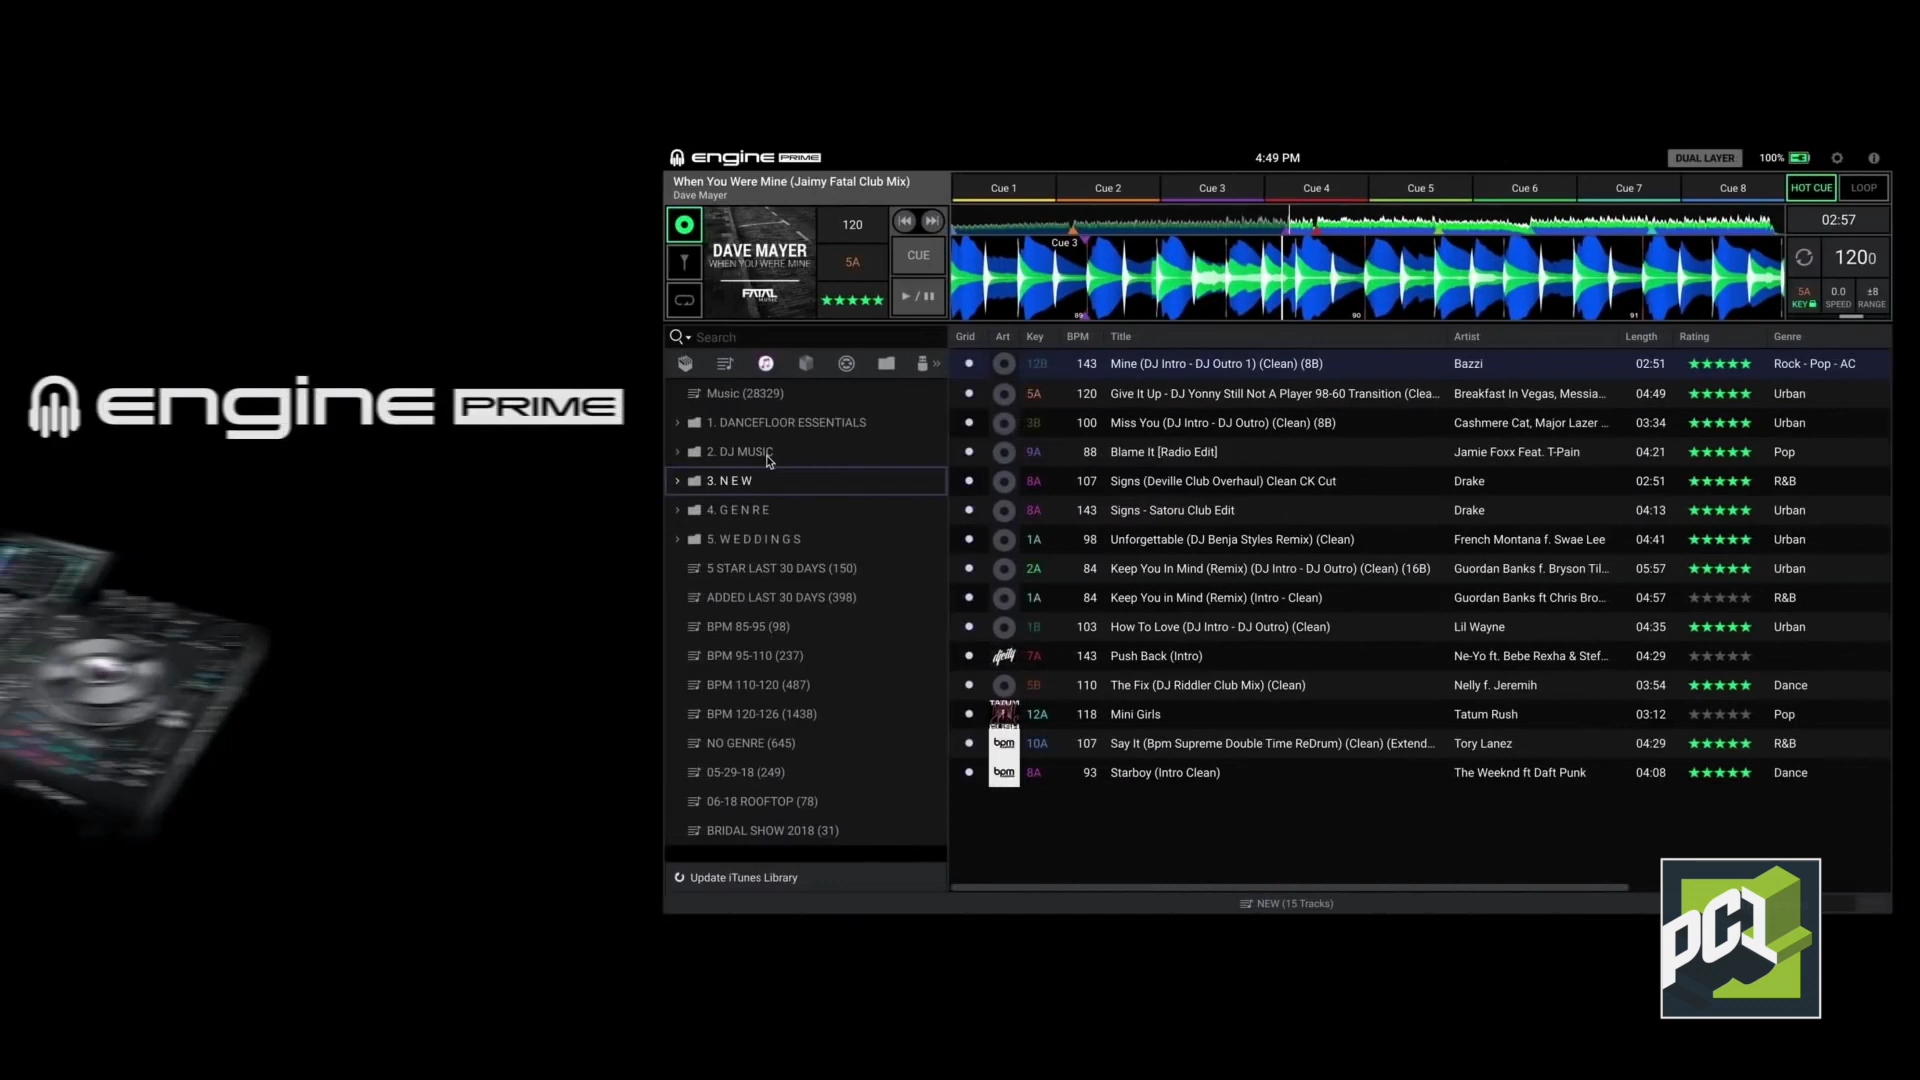 engine PRIME
engine PRIME
4:49 PM
DUAL LAYER
100%
When You Were Mine (Jaimy Fatal Club Mix)
Dave Mayer
Cue 1
Cue 2
Cue 3
Cue 4
Cue 5
Cue 6
Cue 7
Cue 8
HOT CUE
LOOP
DAVE MAYER
WHEN YOU WERE MINE
FATAL
MUSIC
120
5A
★★★★★
CUE
Cue 3
89
90
91
02:57
1200
5A
KEY
0.0
SPEED
±8
RANGE
Search
Music (28329)
1. DANCEFLOOR ESSENTIALS
2. DJ MUSIC
3. N E W
4. G E N R E
5. W E D D I N G S
5 STAR LAST 30 DAYS (150)
ADDED LAST 30 DAYS (398)
BPM 85-95 (98)
BPM 95-110 (237)
BPM 110-120 (487)
BPM 120-126 (1438)
NO GENRE (645)
05-29-18 (249)
06-18 ROOFTOP (78)
BRIDAL SHOW 2018 (31)
Update iTunes Library
Grid Art Key BPM Title Artist Length Rating Genre
12B 143 Mine (DJ Intro - DJ Outro 1) (Clean) (8B) Bazzi 02:51 ★★★★★ Rock - Pop - AC
5A 120 Give It Up - DJ Yonny Still Not A Player 98-60 Transition (Clea... Breakfast In Vegas, Messia... 04:49 ★★★★★ Urban
3B 100 Miss You (DJ Intro - DJ Outro) (Clean) (8B) Cashmere Cat, Major Lazer ... 03:34 ★★★★★ Urban
9A 88 Blame It [Radio Edit] Jamie Foxx Feat. T-Pain 04:21 ★★★★★ Pop
8A 107 Signs (Deville Club Overhaul) Clean CK Cut Drake 02:51 ★★★★★ R&B
8A 143 Signs - Satoru Club Edit Drake 04:13 ★★★★★ Urban
1A 98 Unforgettable (DJ Benja Styles Remix) (Clean) French Montana f. Swae Lee 04:41 ★★★★★ Urban
2A 84 Keep You In Mind (Remix) (DJ Intro - DJ Outro) (Clean) (16B) Guordan Banks f. Bryson Til... 05:57 ★★★★★ Urban
1A 84 Keep You in Mind (Remix) (Intro - Clean) Guordan Banks ft Chris Bro... 04:57 ★★★★★ R&B
1B 103 How To Love (DJ Intro - DJ Outro) (Clean) Lil Wayne 04:35 ★★★★★ Urban
djcity 7A 143 Push Back (Intro) Ne-Yo ft. Bebe Rexha & Stef... 04:29 ★★★★★
5B 110 The Fix (DJ Riddler Club Mix) (Clean) Nelly f. Jeremih 03:54 ★★★★★ Dance
TATUM RUSH 12A 118 Mini Girls Tatum Rush 03:12 ★★★★★ Pop
bpm 10A 107 Say It (Bpm Supreme Double Time ReDrum) (Clean) (Extend... Tory Lanez 04:29 ★★★★★ R&B
bpm 8A 93 Starboy (Intro Clean) The Weeknd ft Daft Punk 04:08 ★★★★★ Dance
NEW (15 Tracks)
PC1